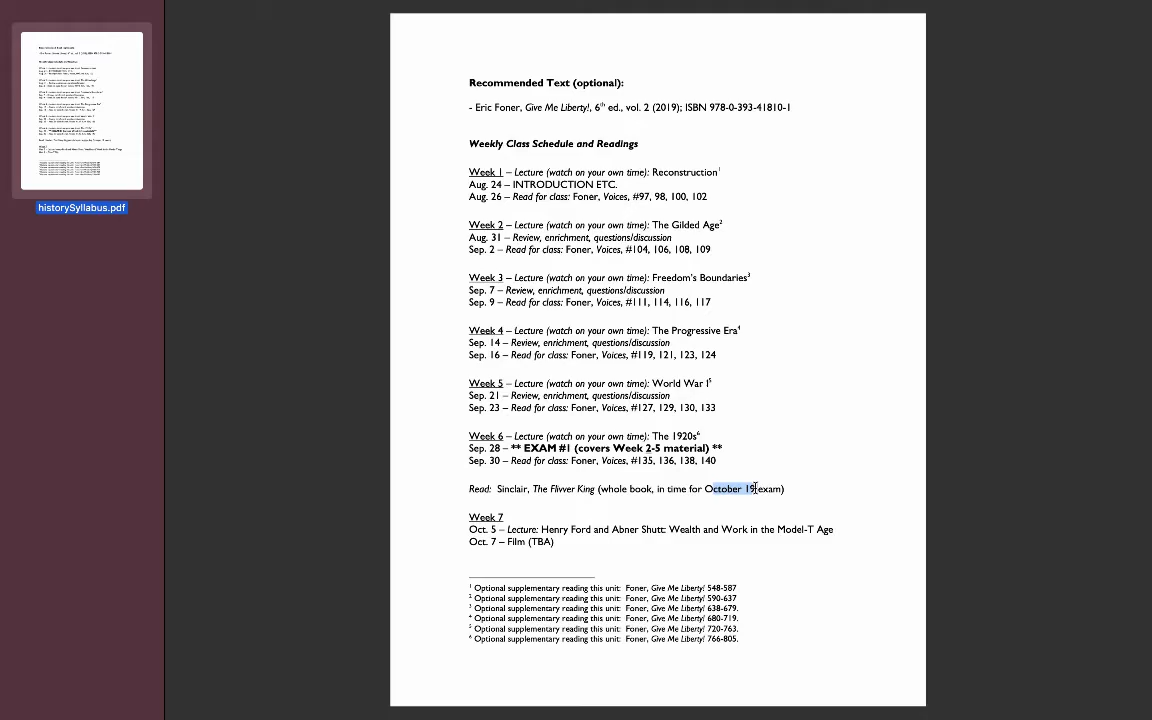 historySyllabus.pdf
Recommended Text (optional):
- Eric Foner, Give Me Liberty!, 6th ed., vol. 2 (2019); ISBN 978-0-393-41810-1
Weekly Class Schedule and Readings
Week 1 – Lecture (watch on your own time): Reconstruction1
Aug. 24 – INTRODUCTION ETC.
Aug. 26 – Read for class: Foner, Voices, #97, 98, 100, 102
Week 2 – Lecture (watch on your own time): The Gilded Age2
Aug. 31 – Review, enrichment, questions/discussion
Sep. 2 – Read for class: Foner, Voices, #104, 106, 108, 109
Week 3 – Lecture (watch on your own time): Freedom's Boundaries3
Sep. 7 – Review, enrichment, questions/discussion
Sep. 9 – Read for class: Foner, Voices, #111, 114, 116, 117
Week 4 – Lecture (watch on your own time): The Progressive Era4
Sep. 14 – Review, enrichment, questions/discussion
Sep. 16 – Read for class: Foner, Voices, #119, 121, 123, 124
Week 5 – Lecture (watch on your own time): World War I5
Sep. 21 – Review, enrichment, questions/discussion
Sep. 23 – Read for class: Foner, Voices, #127, 129, 130, 133
Week 6 – Lecture (watch on your own time): The 1920s6
Sep. 28 – ** EXAM #1 (covers Week 2-5 material) **
Sep. 30 – Read for class: Foner, Voices, #135, 136, 138, 140
Read: Sinclair, The Flivver King (whole book, in time for October 19 exam)
Week 7
Oct. 5 – Lecture: Henry Ford and Abner Shutt: Wealth and Work in the Model-T Age
Oct. 7 – Film (TBA)
1 Optional supplementary reading this unit: Foner, Give Me Liberty! 548-587
2 Optional supplementary reading this unit: Foner, Give Me Liberty! 590-637
3 Optional supplementary reading this unit: Foner, Give Me Liberty! 638-679.
4 Optional supplementary reading this unit: Foner, Give Me Liberty! 680-719.
5 Optional supplementary reading this unit: Foner, Give Me Liberty! 720-763.
6 Optional supplementary reading this unit: Foner, Give Me Liberty! 766-805.